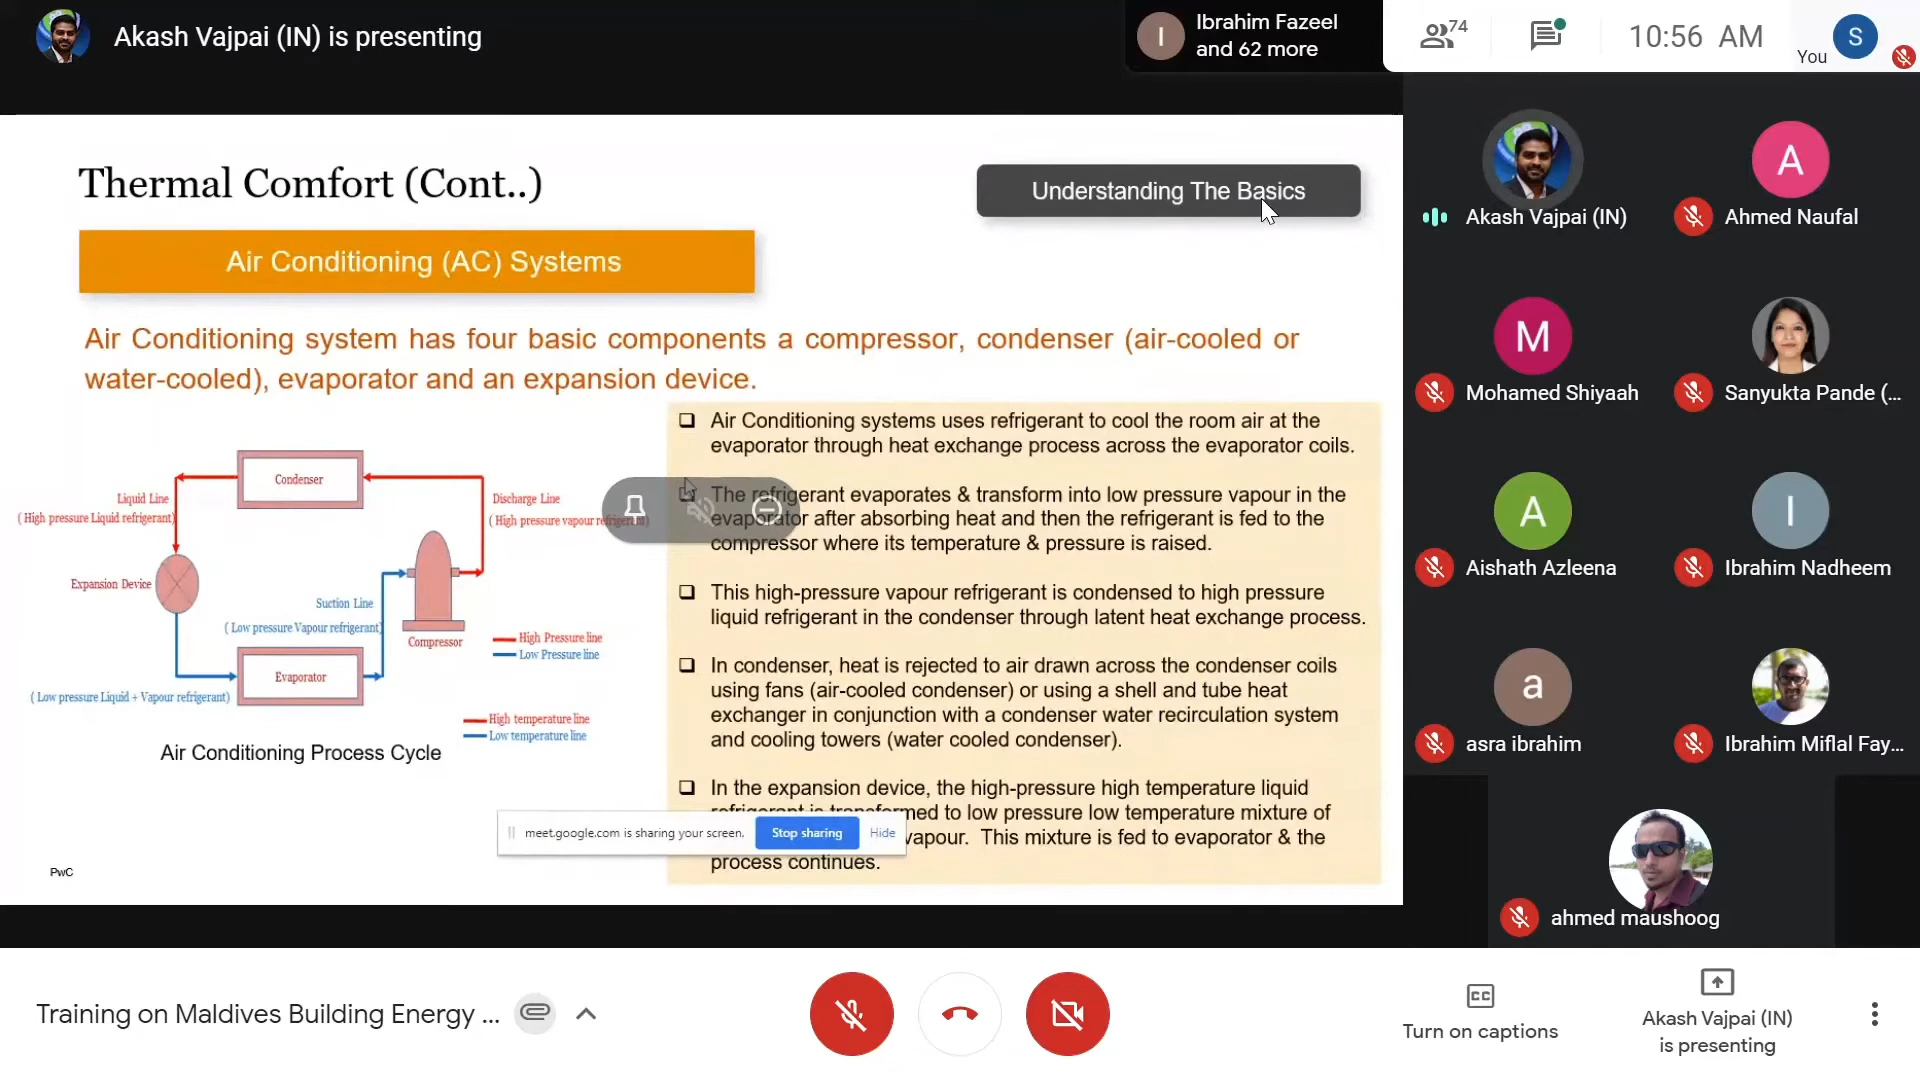 Akash Vajpai (IN) is presenting
I
Ibrahim Fazeel
and 62 more
74
10:56 AM
You
S
Thermal Comfort (Cont..)
Understanding The Basics
Air Conditioning (AC) Systems
Air Conditioning system has four basic components a compressor, condenser (air-cooled or
water-cooled), evaporator and an expansion device.
Condenser
Liquid Line
( High pressure Liquid refrigerant)
Discharge Line
( High pressure vapour refrigerant)
Expansion Device
Suction Line
( Low pressure Vapour refrigerant)
Compressor
High Pressure line
Low Pressure line
Evaporator
(Low pressure Liquid + Vapour refrigerant)
High temperature line
Low temperature line
Air Conditioning Process Cycle
Air Conditioning systems uses refrigerant to cool the room air at the
evaporator through heat exchange process across the evaporator coils.
The refrigerant evaporates & transform into low pressure vapour in the
evaporator after absorbing heat and then the refrigerant is fed to the
compressor where its temperature & pressure is raised.
This high-pressure vapour refrigerant is condensed to high pressure
liquid refrigerant in the condenser through latent heat exchange process.
In condenser, heat is rejected to air drawn across the condenser coils
using fans (air-cooled condenser) or using a shell and tube heat
exchanger in conjunction with a condenser water recirculation system
and cooling towers (water cooled condenser).
In the expansion device, the high-pressure high temperature liquid
refrigerant is transformed to low pressure low temperature mixture of
vapour. This mixture is fed to evaporator & the
process continues.
meet.google.com is sharing your screen.
Stop sharing
Hide
PwC
Akash Vajpai (IN)
A
Ahmed Naufal
M
Mohamed Shiyaah
Sanyukta Pande (...
A
Aishath Azleena
I
Ibrahim Nadheem
a
asra ibrahim
Ibrahim Miflal Fay...
ahmed maushoog
Training on Maldives Building Energy ...
CC
Turn on captions
Akash Vajpai (IN)
is presenting